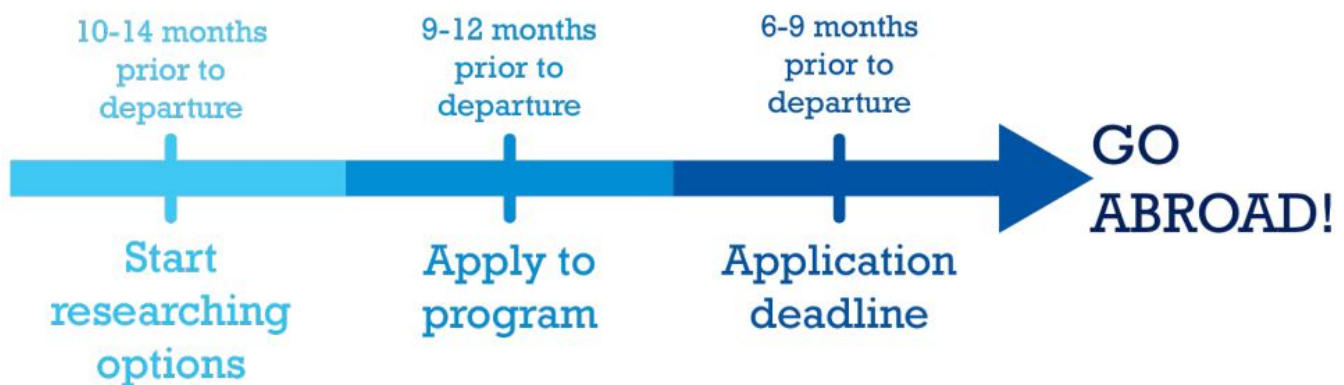 10-14 months
prior to
departure
9-12 months
prior to
departure
6-9 months
prior to
departure
GO
ABROAD!
Start
researching
options
Apply to
program
Application
deadline